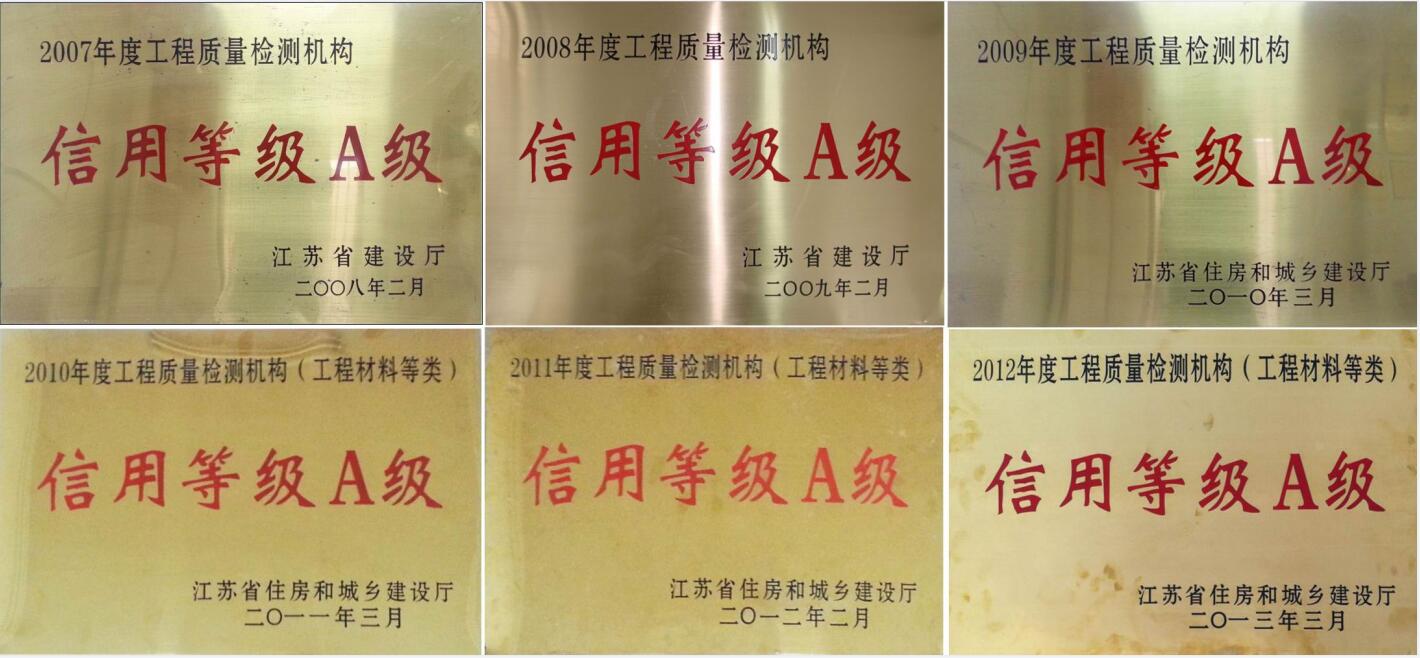 2007年度工程质量检测机构
信用等级A级
江苏省建设厅
二〇〇八年二月
2008年度工程质量检测机构
信用等级A级
江苏省建设厅
二〇〇九年二月
2009年度工程质量检测机构
信用等级A级
江苏省住房和城乡建设厅
二〇一〇年三月
2010年度工程质量检测机构（工程材料等类）
信用等级A级
江苏省住房和城乡建设厅
二〇一一年三月
2011年度工程质量检测机构（工程材料等类）
信用等级A级
江苏省住房和城乡建设厅
二〇一二年二月
2012年度工程质量检测机构（工程材料等类）
信用等级A级
江苏省住房和城乡建设厅
二〇一三年三月